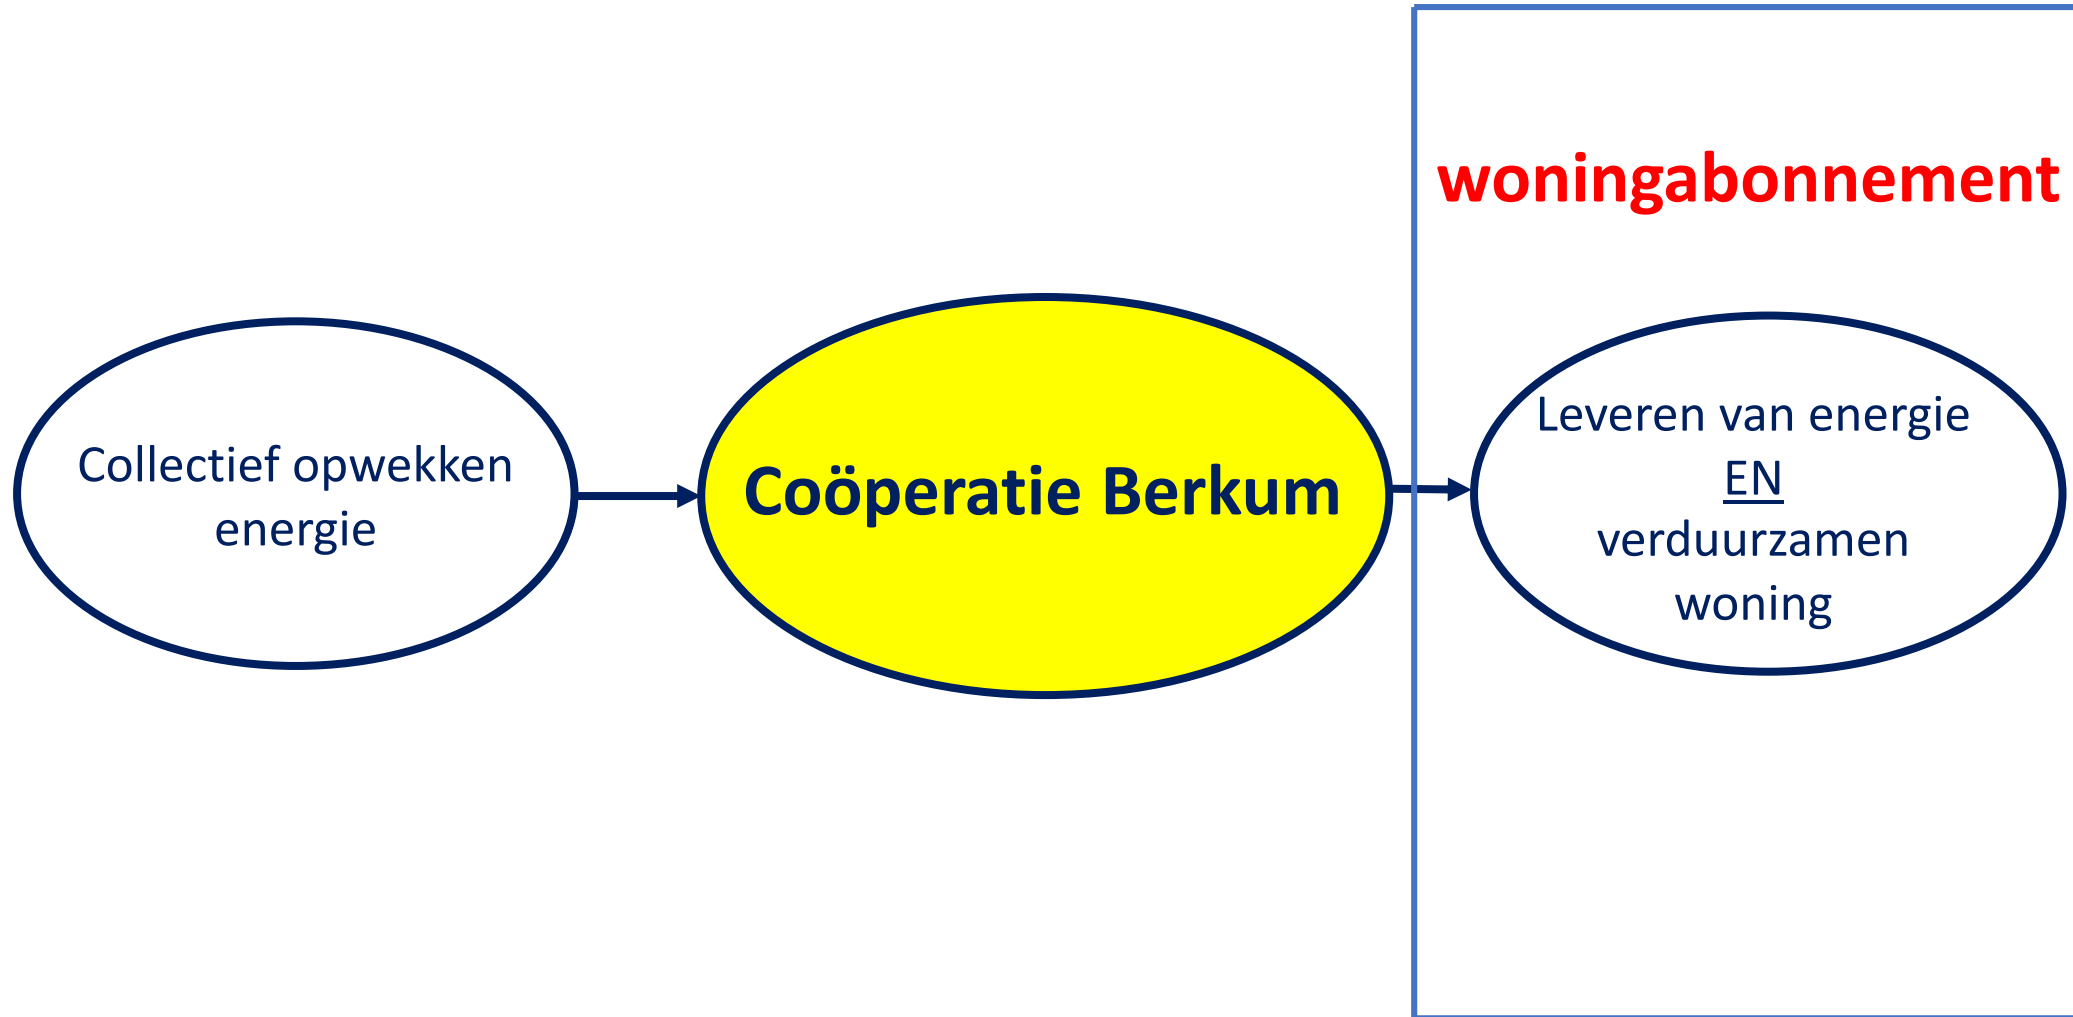 woningabonnement
Collectief opwekken
energie
Coöperatie Berkum
Leveren van energie
EN
verduurzamen
woning